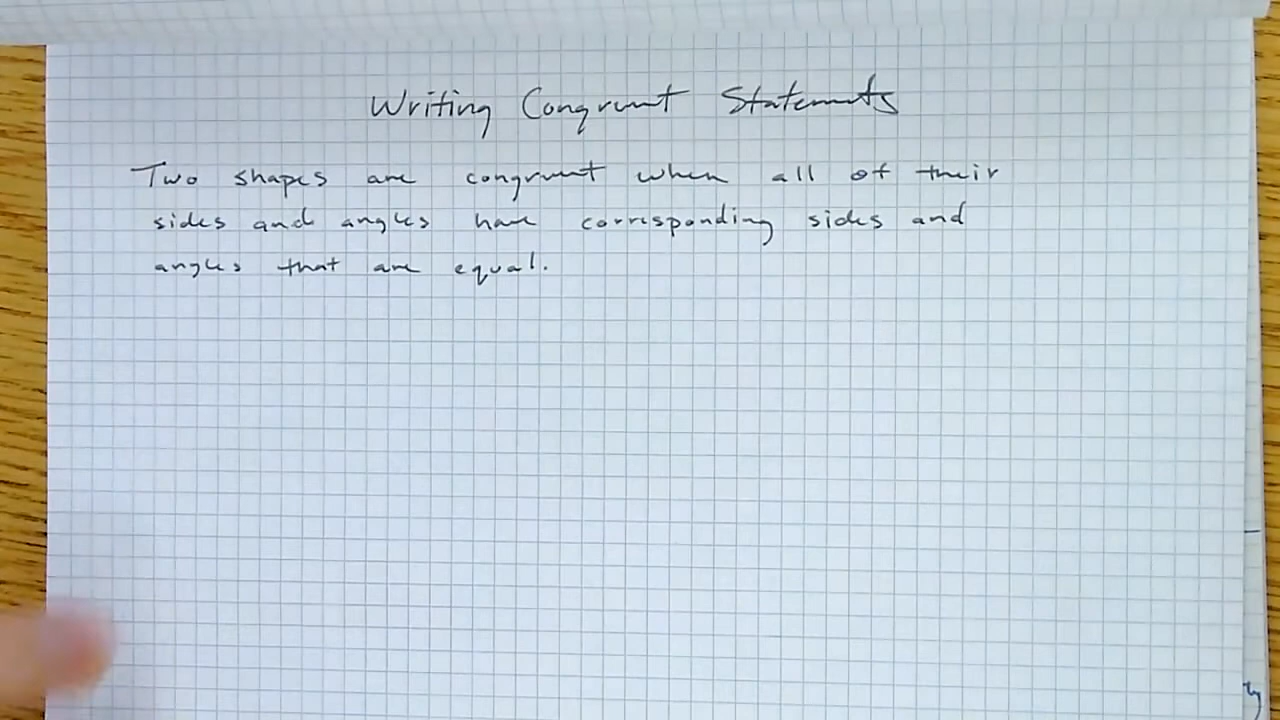 Writing Congruent Statements
Two shapes are congruent when all of their
sides and angles have corresponding sides and
angles that are equal.